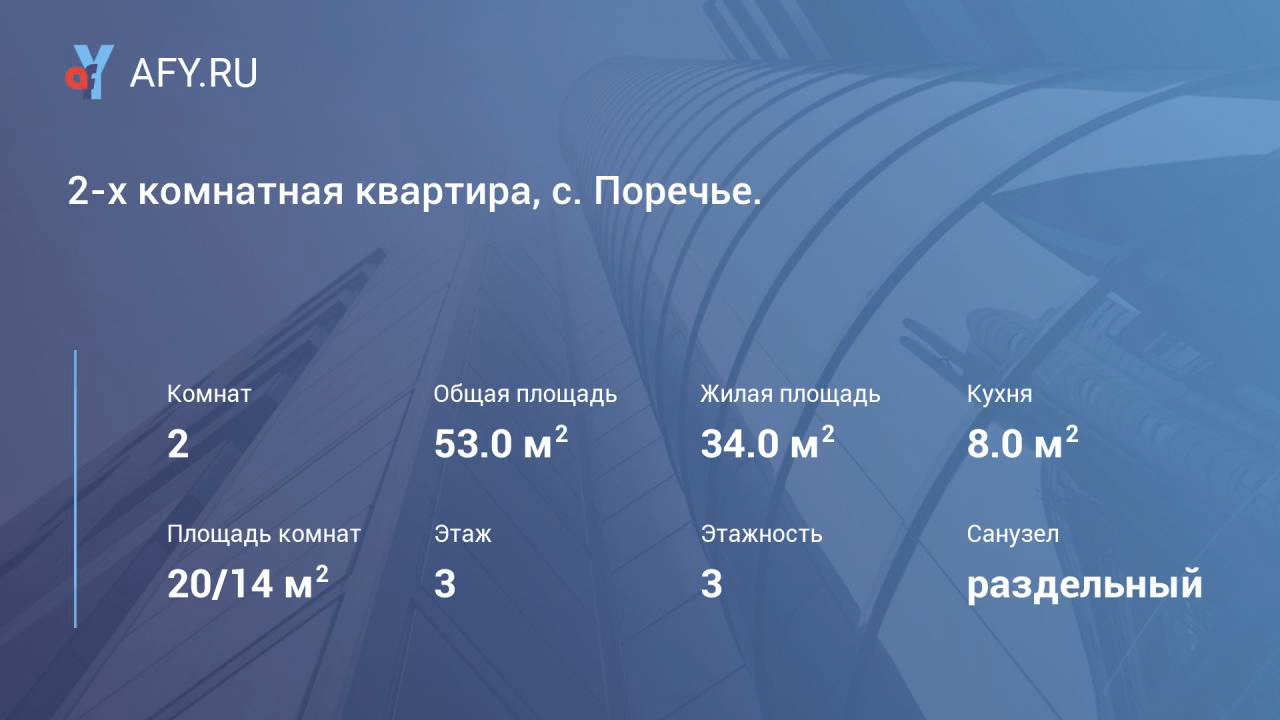 aYf AFY.RU
2-х комнатная квартира, с. Поречье.
Комнат Общая площадь Жилая площадь Кухня
2 53.0 м² 34.0 м² 8.0 м²
Площадь комнат Этаж Этажность Санузел
20/14 м² 3 3 раздельный